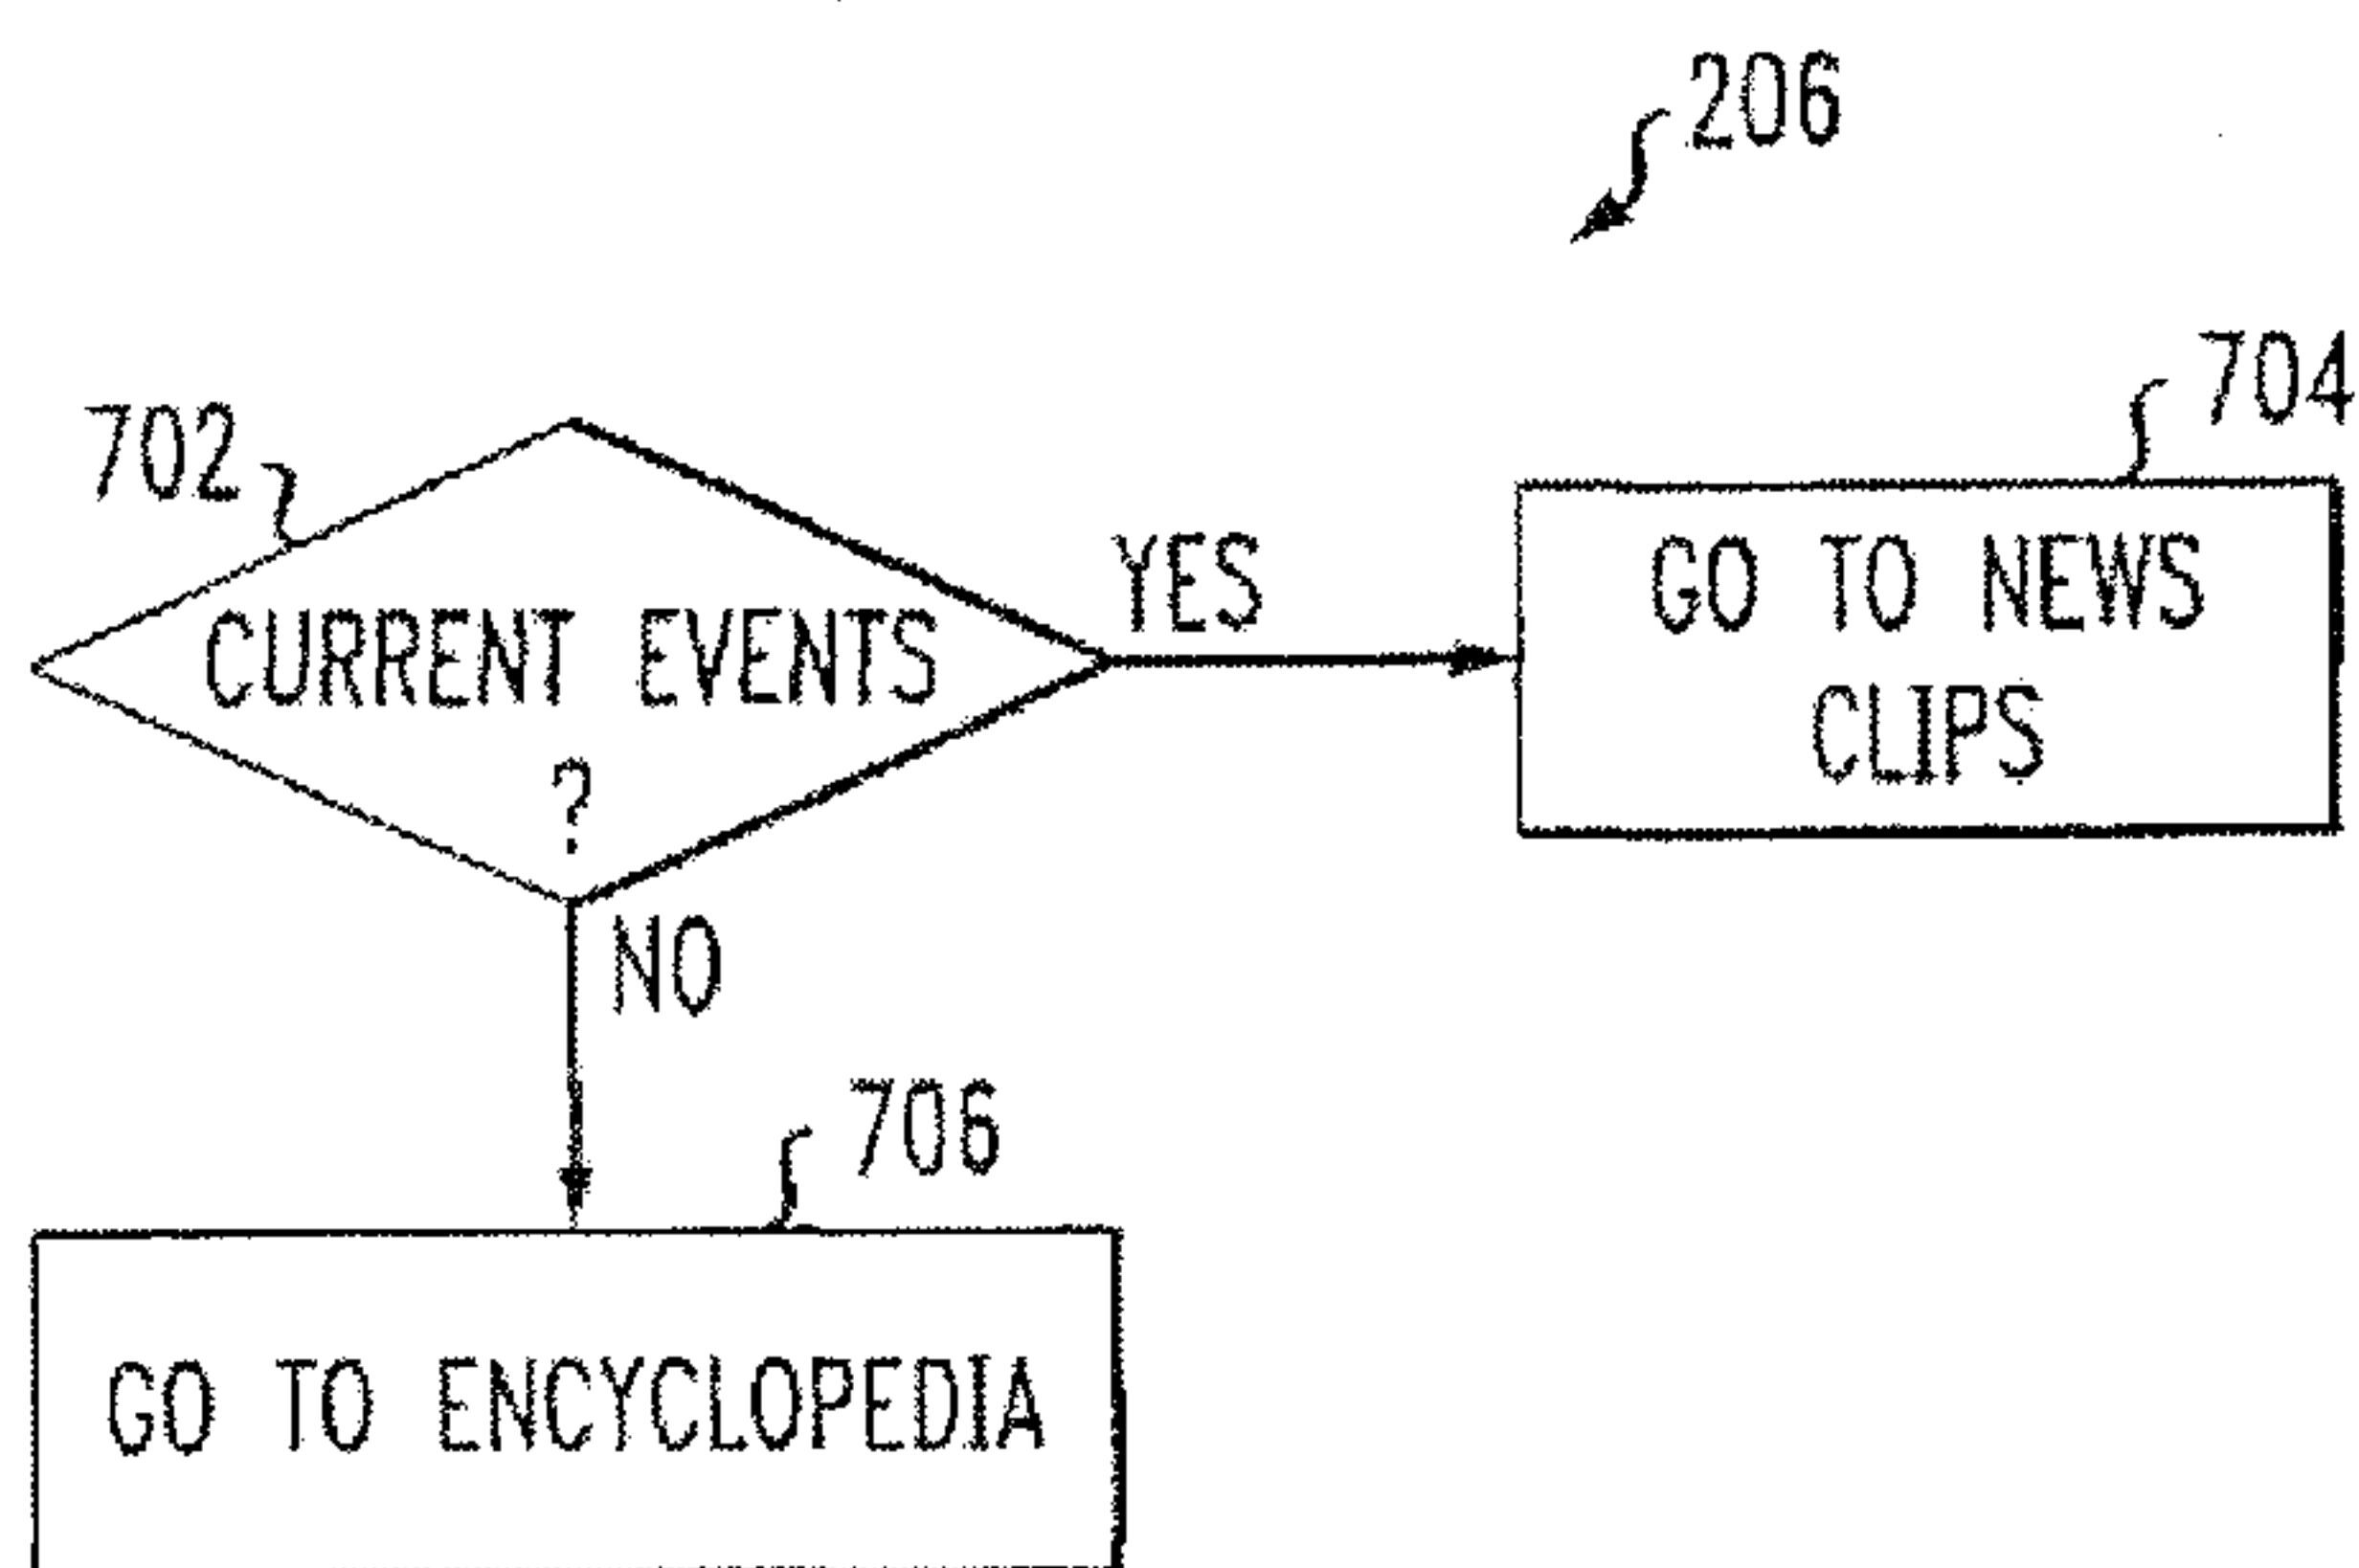 206
704
702
YES
GO TO NEWS
CLIPS
CURRENT EVENTS
?
NO
706
GO TO ENCYCLOPEDIA